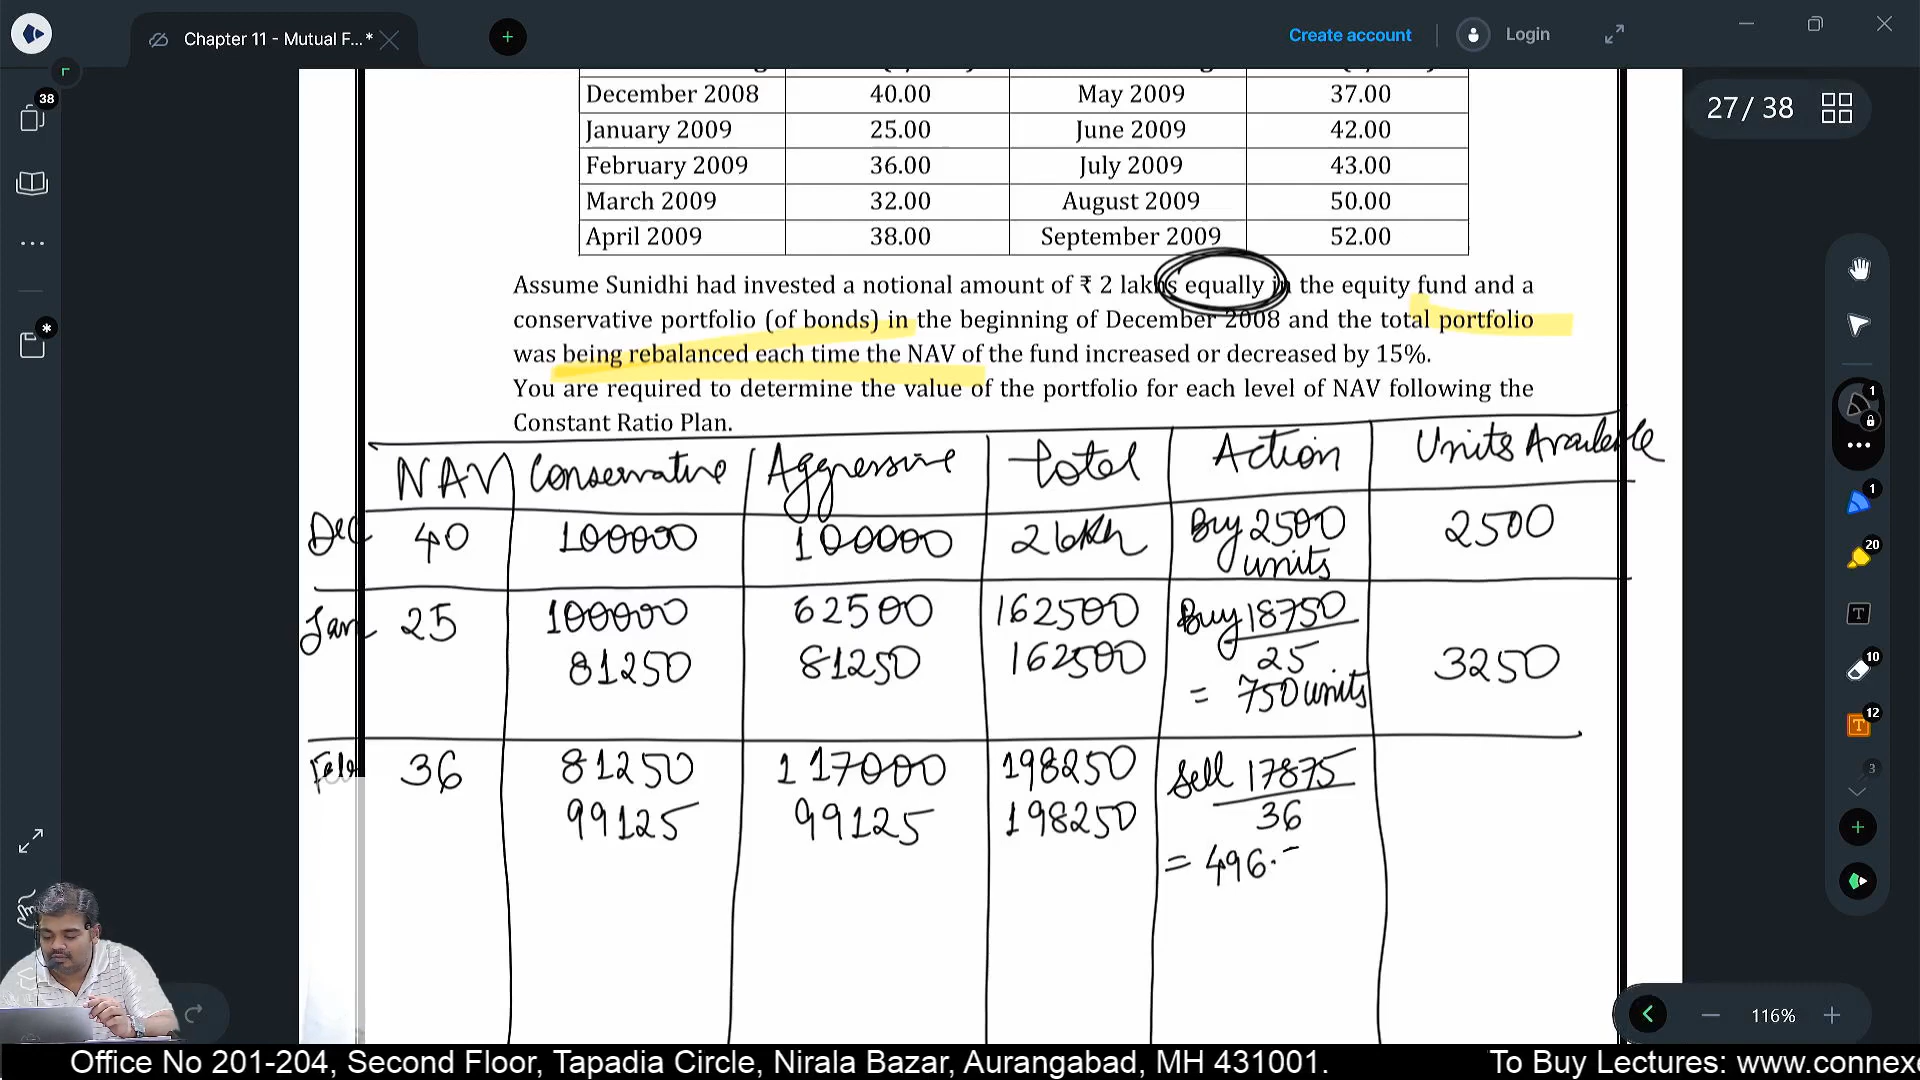 Chapter 11 - Mutual F...*
Create account
Login
38
27/ 38
December 2008 40.00 May 2009 37.00
January 2009 25.00 June 2009 42.00
February 2009 36.00 July 2009 43.00
March 2009 32.00 August 2009 50.00
April 2009 38.00 September 2009 52.00
Assume Sunidhi had invested a notional amount of ₹ 2 lakhs equally in the equity fund and a
conservative portfolio (of bonds) in the beginning of December 2008 and the total portfolio
was being rebalanced each time the NAV of the fund increased or decreased by 15%.
You are required to determine the value of the portfolio for each level of NAV following the
Constant Ratio Plan.
NAV Conservative Aggressive Total Action Units Available
Dec 40 100000 100000 2 lakh Buy 2500 2500
units
Jan 25 100000 62500 162500 Buy 18750
81250 81250 162500 25 3250
= 750 units
Feb 36 81250 117000 198250 Sell 17875
99125 99125 198250 36
= 496.
1
1
20
10
12
3
116%
Office No 201-204, Second Floor, Tapadia Circle, Nirala Bazar, Aurangabad, MH 431001.
To Buy Lectures: www.connexc